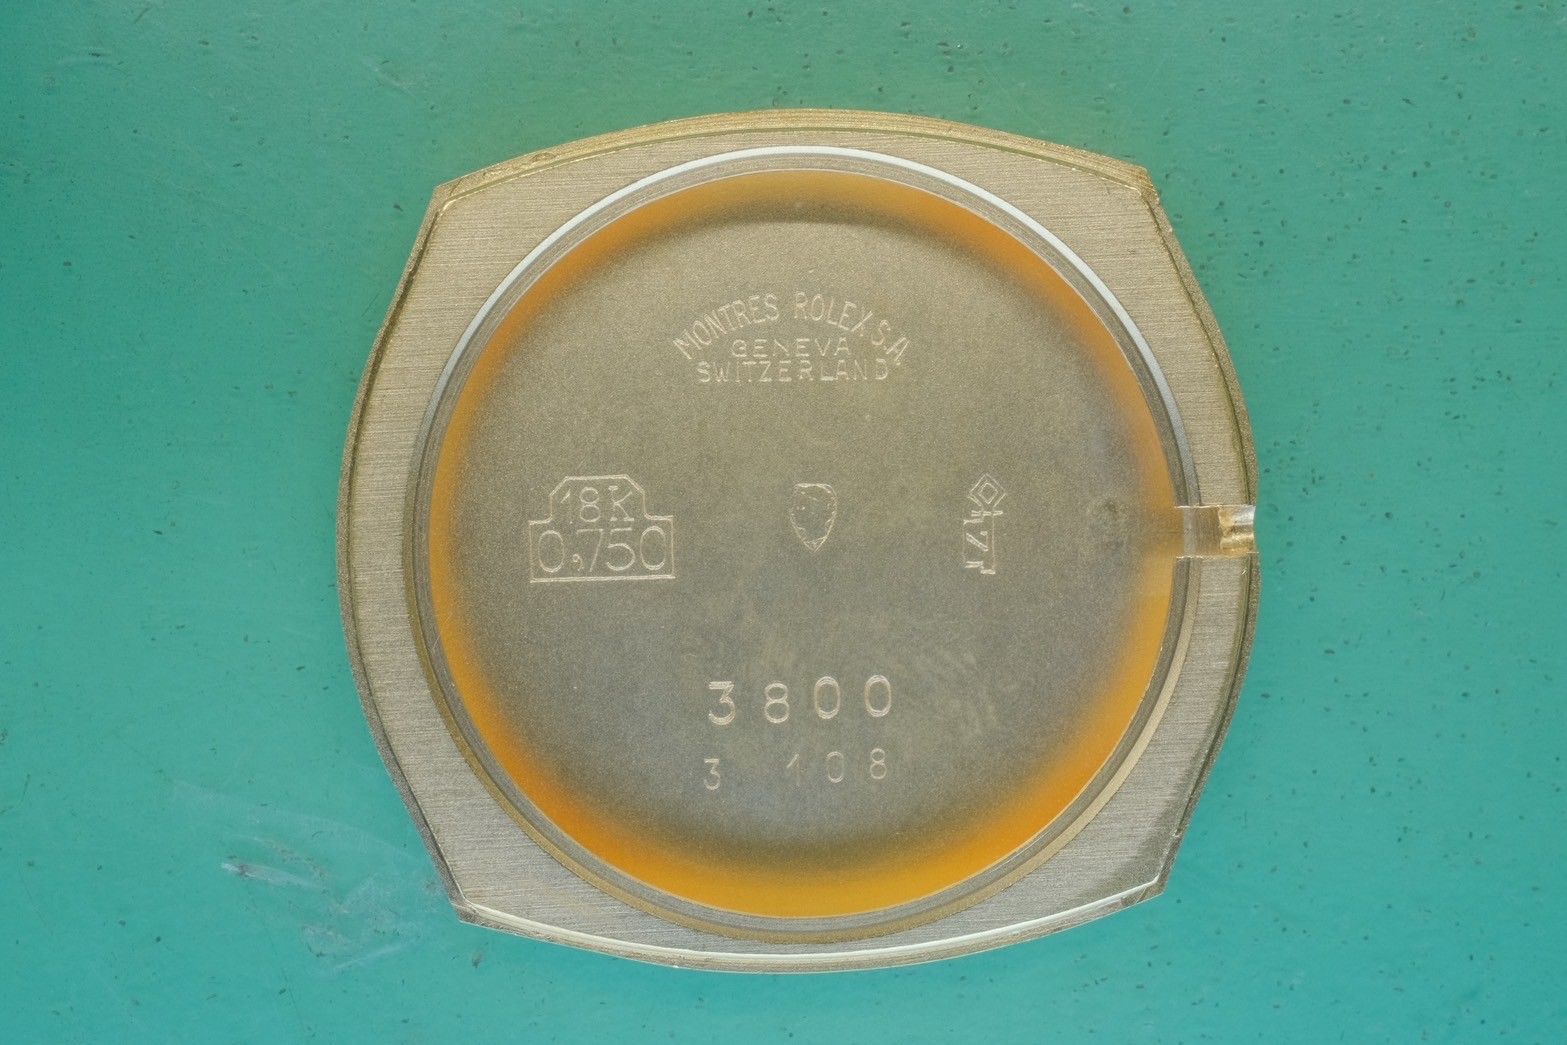 MONTRES ROLEX S.A
GENEVA
SWITZERLAND
18K
0,750
3800
3 108